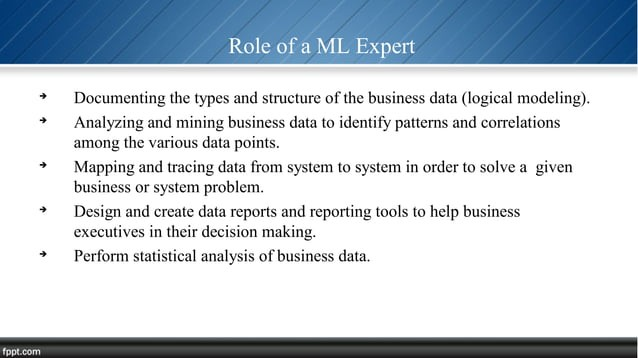 Role of a ML Expert
➔ Documenting the types and structure of the business data (logical modeling).
➔ Analyzing and mining business data to identify patterns and correlations
among the various data points.
➔ Mapping and tracing data from system to system in order to solve a  given
business or system problem.
➔ Design and create data reports and reporting tools to help business
executives in their decision making.
➔ Perform statistical analysis of business data.
fppt.com